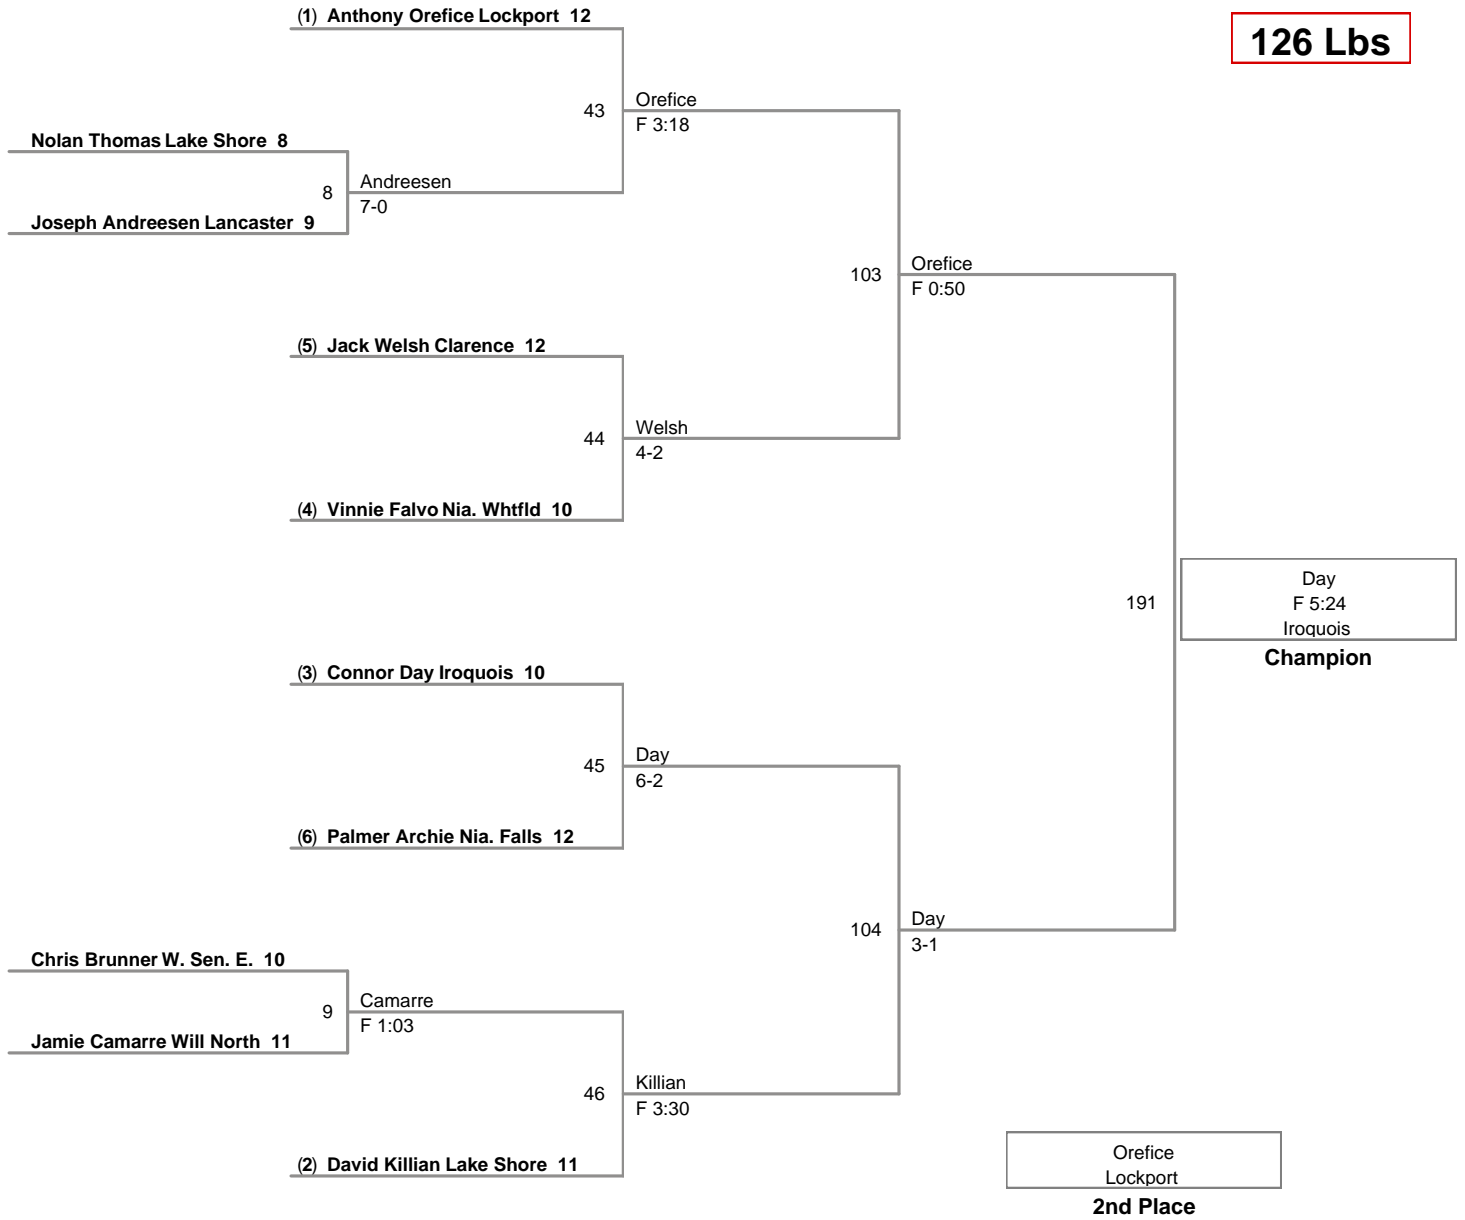 (1) Anthony Orefice Lockport 12
126 Lbs
43
Orefice
F 3:18
Nolan Thomas Lake Shore 8
8
Andreesen
7-0
Joseph Andreesen Lancaster 9
103
Orefice
F 0:50
(5) Jack Welsh Clarence 12
44
Welsh
4-2
(4) Vinnie Falvo Nia. Whtfld 10
191
Day
F 5:24
Iroquois
Champion
(3) Connor Day Iroquois 10
45
Day
6-2
(6) Palmer Archie Nia. Falls 12
104
Day
3-1
Chris Brunner W. Sen. E. 10
9
Camarre
F 1:03
Jamie Camarre Will North 11
46
Killian
F 3:30
(2) David Killian Lake Shore 11
Orefice
Lockport
2nd Place